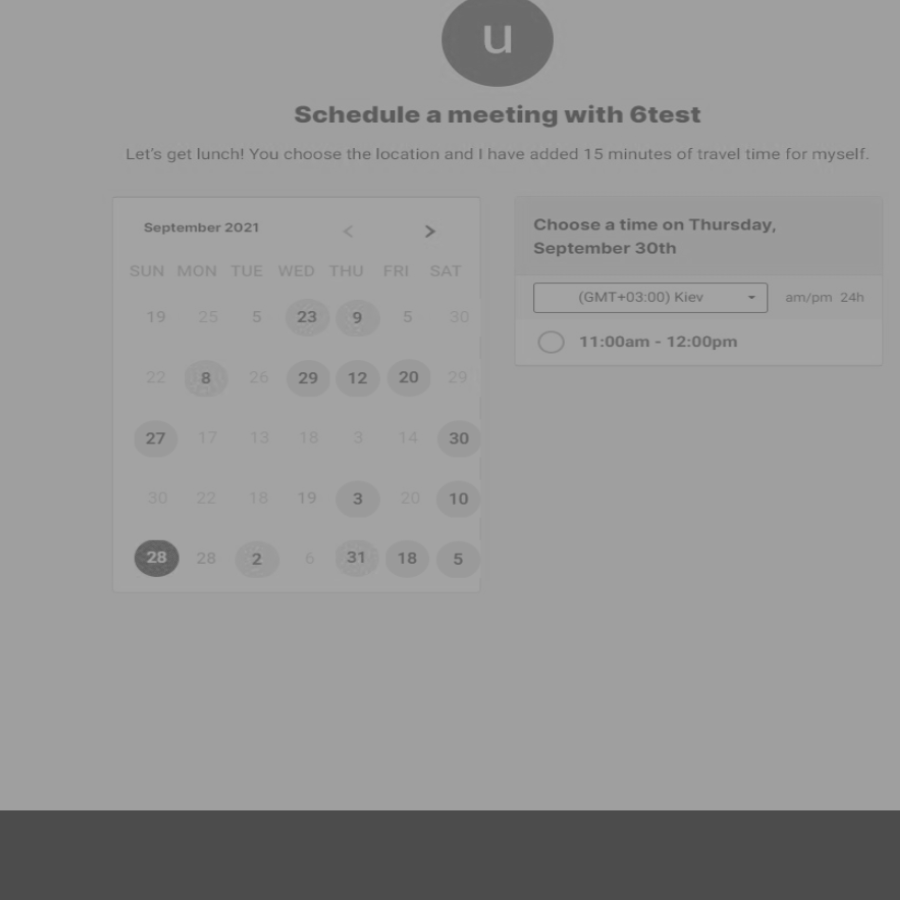 u
Schedule a meeting with 6test
Let's get lunch! You choose the location and I have added 15 minutes of travel time for myself.
September 2021 < >
SUN MON TUE WED THU FRI SAT
19 25 5 23 9 5 30
22 8 26 29 12 20 29
27 17 13 18 3 14 30
30 22 18 19 3 20 10
28 28 2 6 31 18 5
Choose a time on Thursday,
September 30th
(GMT+03:00) Kiev am/pm 24h
11:00am - 12:00pm